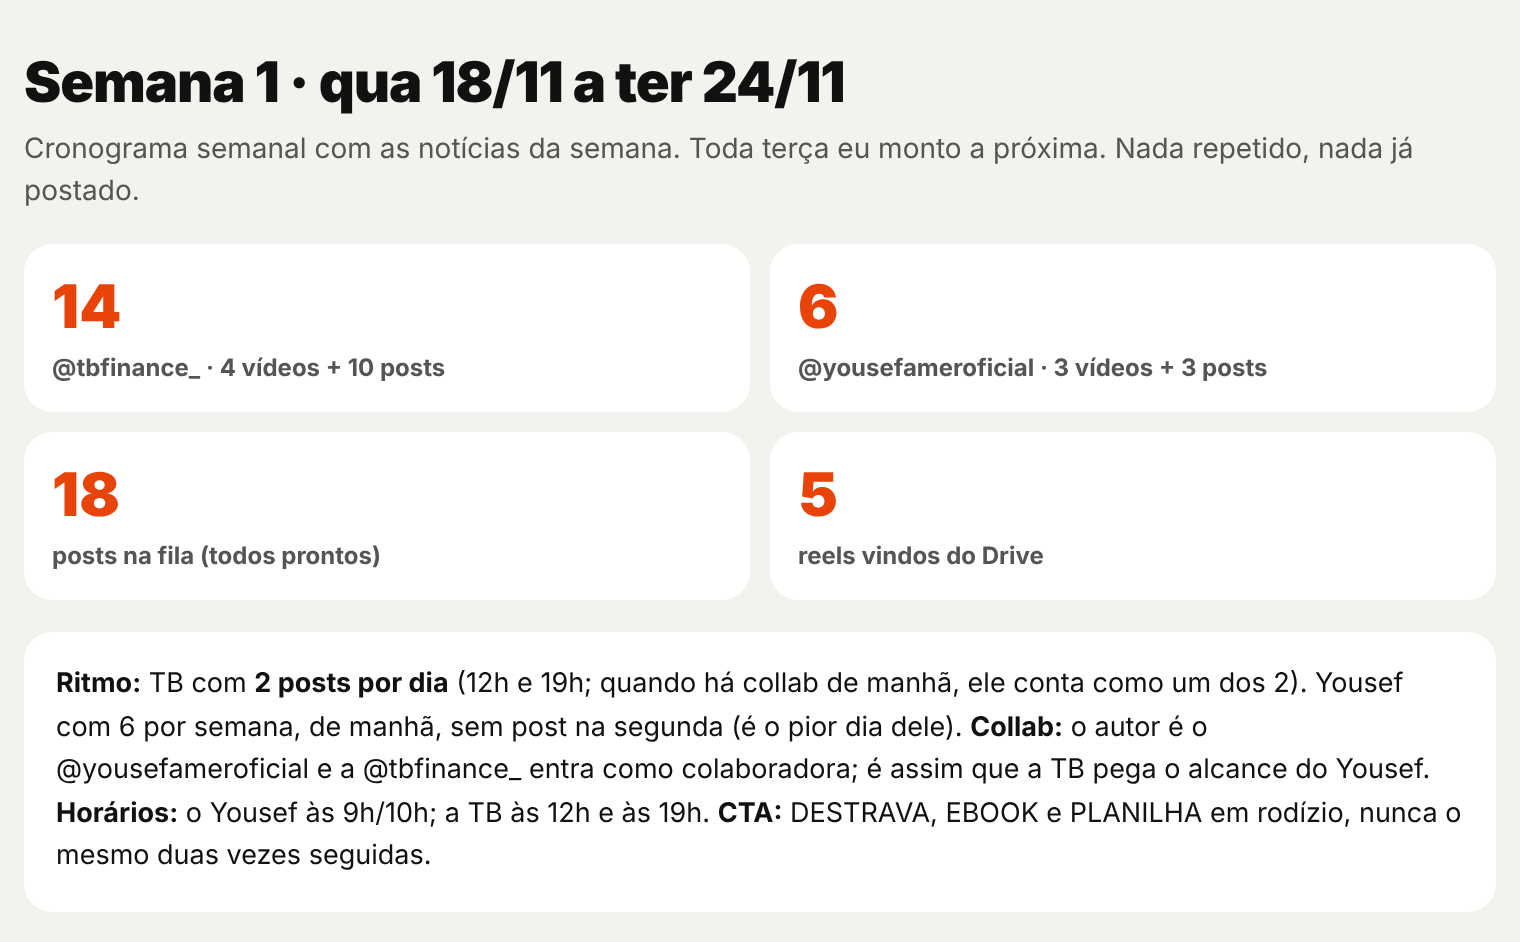 Semana 1 · qua 18/11 a ter 24/11
Cronograma semanal com as notícias da semana. Toda terça eu monto a próxima. Nada repetido, nada já
postado.
14
@tbfinance_ · 4 vídeos + 10 posts
6
@yousefameroficial · 3 vídeos + 3 posts
18
posts na fila (todos prontos)
5
reels vindos do Drive
Ritmo: TB com 2 posts por dia (12h e 19h; quando há collab de manhã, ele conta como um dos 2). Yousef
com 6 por semana, de manhã, sem post na segunda (é o pior dia dele). Collab: o autor é o
@yousefameroficial e a @tbfinance_ entra como colaboradora; é assim que a TB pega o alcance do Yousef.
Horários: o Yousef às 9h/10h; a TB às 12h e às 19h. CTA: DESTRAVA, EBOOK e PLANILHA em rodízio, nunca o
mesmo duas vezes seguidas.